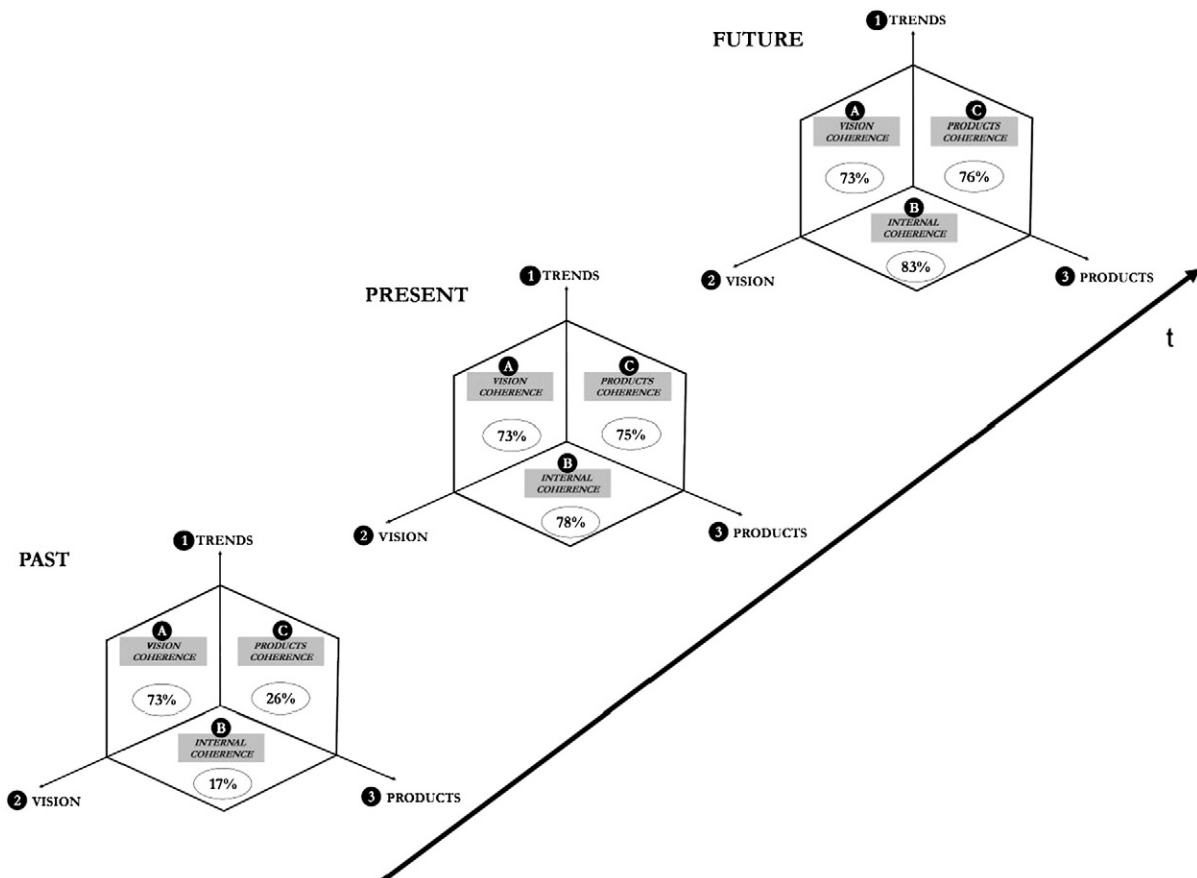 1 TRENDS
FUTURE
A
VISION
COHERENCE
73%
C
PRODUCTS
COHERENCE
76%
B
INTERNAL
COHERENCE
83%
2 VISION
3 PRODUCTS
t
1 TRENDS
PRESENT
A
VISION
COHERENCE
73%
C
PRODUCTS
COHERENCE
75%
B
INTERNAL
COHERENCE
78%
2 VISION
3 PRODUCTS
1 TRENDS
PAST
A
VISION
COHERENCE
73%
C
PRODUCTS
COHERENCE
26%
B
INTERNAL
COHERENCE
17%
2 VISION
3 PRODUCTS